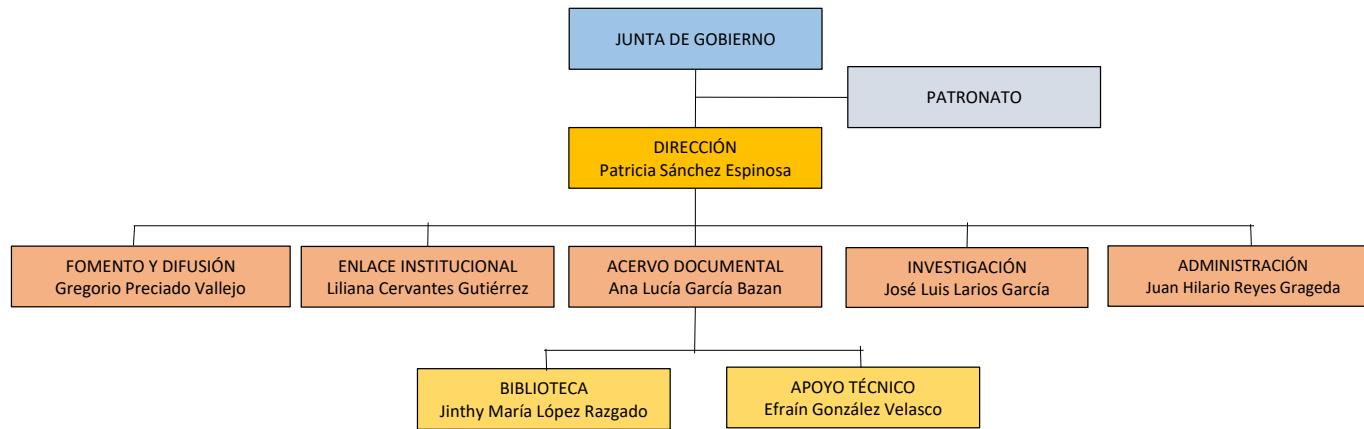 JUNTA DE GOBIERNO
PATRONATO
DIRECCIÓN
Patricia Sánchez Espinosa
FOMENTO Y DIFUSIÓN
Gregorio Preciado Vallejo
ENLACE INSTITUCIONAL
Liliana Cervantes Gutiérrez
ACERVO DOCUMENTAL
Ana Lucía García Bazan
INVESTIGACIÓN
José Luis Larios García
ADMINISTRACIÓN
Juan Hilario Reyes Grageda
BIBLIOTECA
Jinthy María López Razgado
APOYO TÉCNICO
Efraín González Velasco